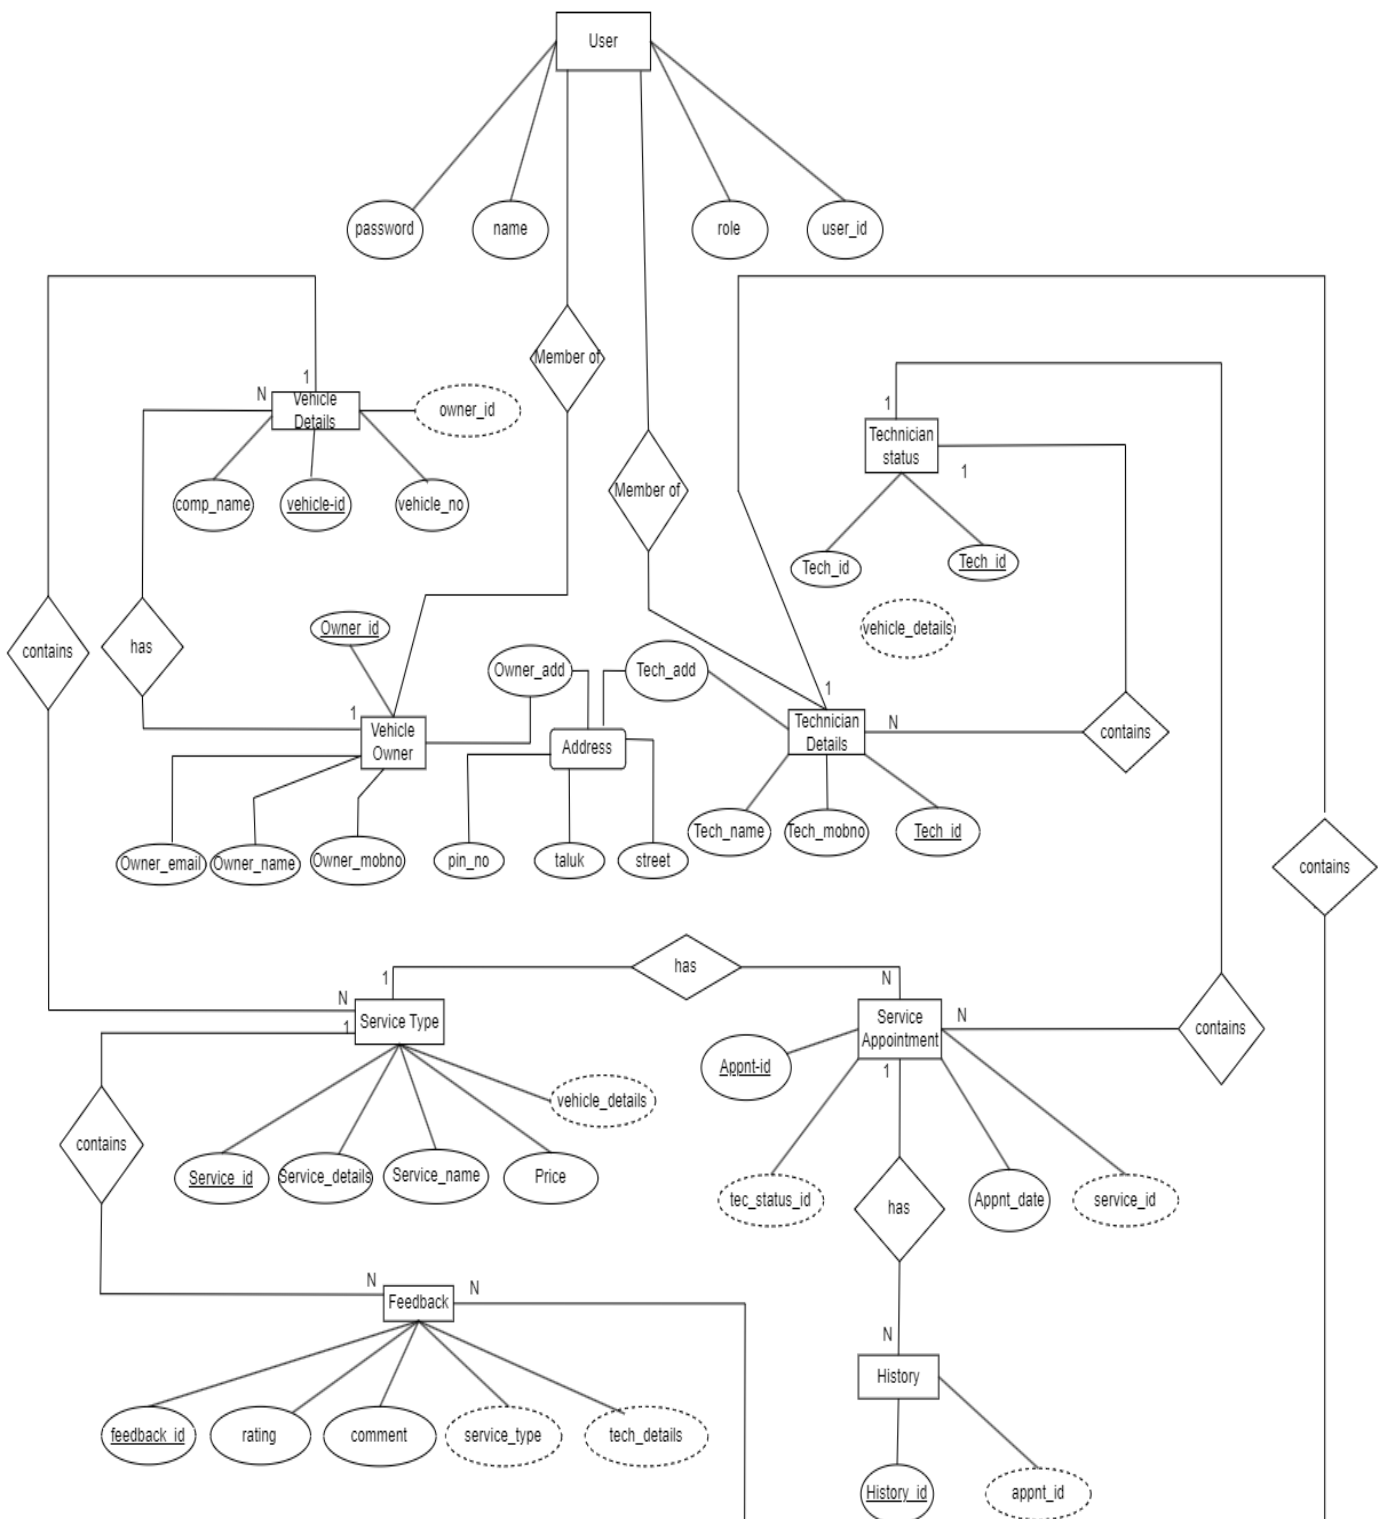 User
password
name
role
user_id
Member of
1
N
Vehicle
Details
owner_id
1
Technician
status
1
Member of
comp_name
vehicle-id
vehicle_no
Tech_id
Tech_id
vehicle_details
Owner_id
contains
has
Owner_add
Tech_add
1
1
Vehicle
Owner
Address
Technician
Details
N
contains
Tech_name
Tech_mobno
Tech_id
Owner_email
Owner_name
Owner_mobno
pin_no
taluk
street
contains
has
1
N
N
1
Service Type
Service
Appointment
N
contains
Appnt-id
1
vehicle_details
contains
Service_id
Service_details
Service_name
Price
tec_status_id
has
Appnt_date
service_id
N
N
Feedback
N
History
feedback_id
rating
comment
service_type
tech_details
History_id
appnt_id